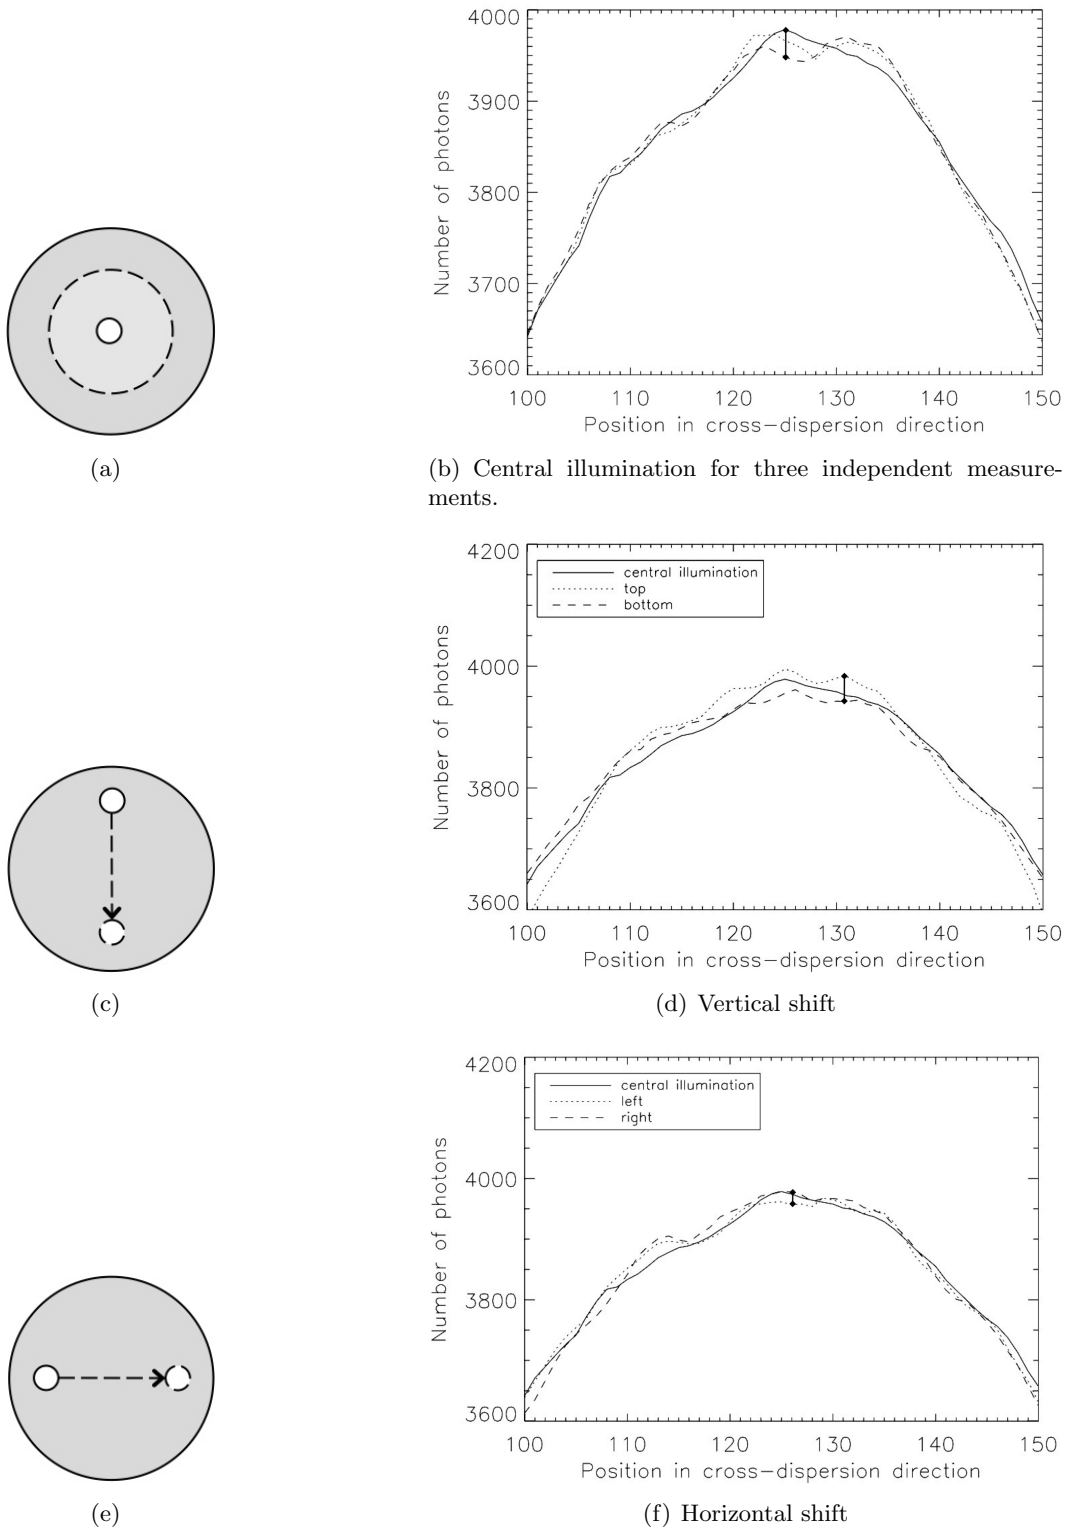 4000
3900
3800
3700
3600
Number of photons
100 110 120 130 140 150
Position in cross-dispersion direction
(a)
(b) Central illumination for three independent measure-
ments.
4200
4000
3800
3600
Number of photons
central illumination
top
bottom
100 110 120 130 140 150
Position in cross-dispersion direction
(c)
(d) Vertical shift
4200
4000
3800
3600
Number of photons
central illumination
left
right
100 110 120 130 140 150
Position in cross-dispersion direction
(e)
(f) Horizontal shift